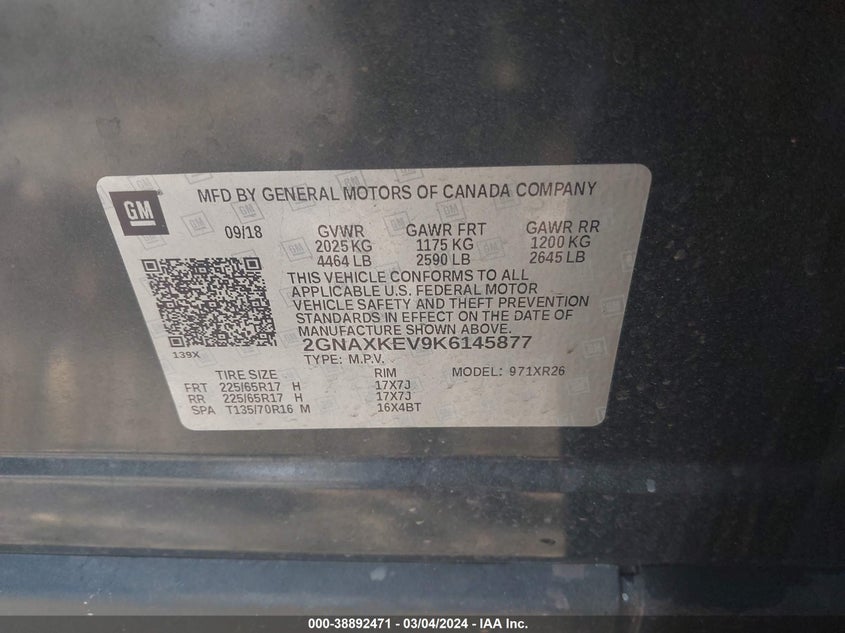 GM
MFD BY GENERAL MOTORS OF CANADA COMPANY
09/18 GVWR GAWR FRT GAWR RR
2025 KG 1175 KG 1200 KG
4464 LB 2590 LB 2645 LB
THIS VEHICLE CONFORMS TO ALL
APPLICABLE U.S. FEDERAL MOTOR
VEHICLE SAFETY AND THEFT PREVENTION
STANDARDS IN EFFECT ON THE DATE OF
MANUFACTURE SHOWN ABOVE.
139X 2GNAXKEV9K6145877
TYPE: M.P.V.
TIRE SIZE RIM MODEL: 971XR26
FRT 225/65R17 H 17X7J
RR 225/65R17 H 17X7J
SPA T135/70R16 M 16X4BT
000-38892471 - 03/04/2024 - IAA Inc.